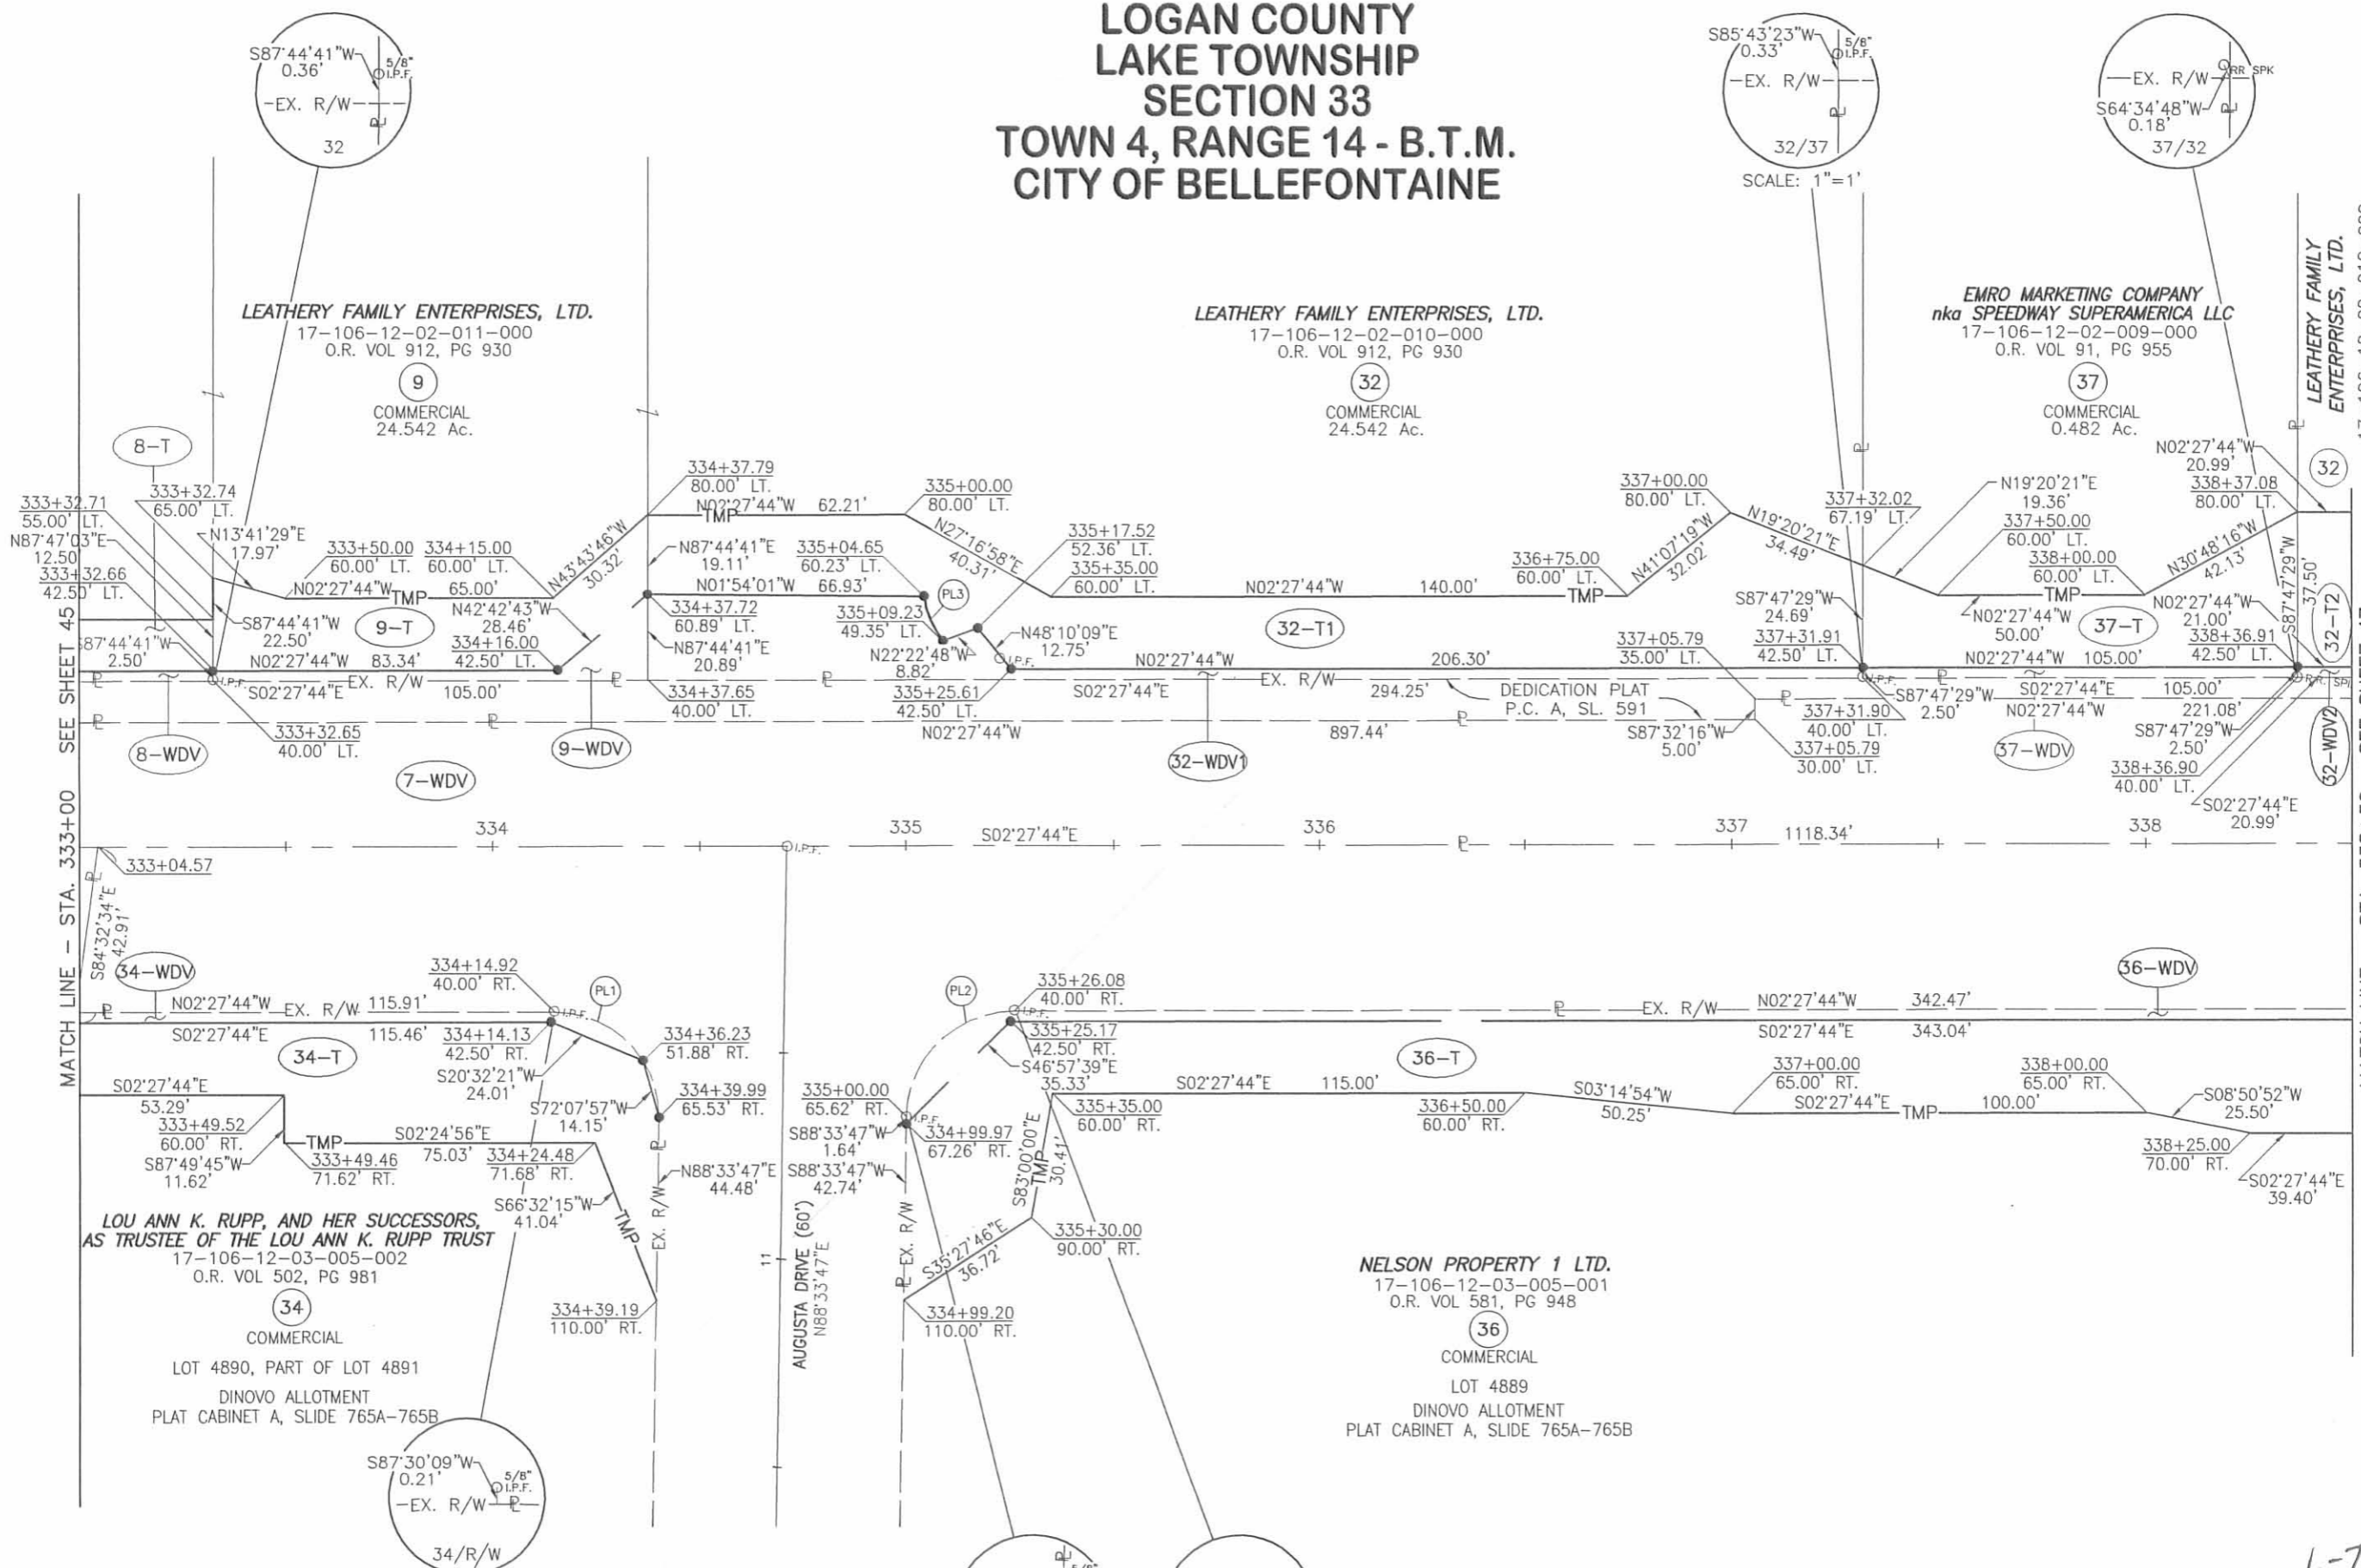 LOGAN COUNTY
LAKE TOWNSHIP
SECTION 33
TOWN 4, RANGE 14 - B.T.M.
CITY OF BELLEFONTAINE
S87°44'41"W
0.36'
5/8"
I.P.F.
EX. R/W
32
S85°43'23"W
0.33'
5/8"
I.P.F.
EX. R/W
32/37
SCALE: 1"=1'
EX. R/W
RR SPK
S64°34'48"W
0.18'
37/32
LEATHERY FAMILY ENTERPRISES, LTD.
17-106-12-02-011-000
O.R. VOL 912, PG 930
9
COMMERCIAL
24.542 Ac.
LEATHERY FAMILY ENTERPRISES, LTD.
17-106-12-02-010-000
O.R. VOL 912, PG 930
32
COMMERCIAL
24.542 Ac.
EMRO MARKETING COMPANY
nka SPEEDWAY SUPERAMERICA LLC
17-106-12-02-009-000
O.R. VOL 91, PG 955
37
COMMERCIAL
0.482 Ac.
LEATHERY FAMILY
ENTERPRISES, LTD.
32
8-T
333+32.71
55.00' LT.
N87°47'03"E
12.50'
333+32.66
42.50' LT.
S87°44'41"W
2.50'
333+32.74
65.00' LT.
N13°41'29"E
17.97'
333+50.00
60.00' LT.
334+15.00
60.00' LT.
N02°27'44"W TMP 65.00'
S87°44'41"W
22.50'
9-T
N42°42'43"W
28.46'
334+16.00
42.50' LT.
N02°27'44"W 83.34'
I.P.F.
S02°27'44"E EX. R/W 105.00'
333+32.65
40.00' LT.
8-WDV
9-WDV
7-WDV
N43°43'46"W
30.32'
334+37.79
80.00' LT.
N02°27'44"W 62.21'
TMP
335+00.00
80.00' LT.
N87°44'41"E
19.11'
335+04.65
60.23' LT.
N01°54'01"W 66.93'
334+37.72
60.89' LT.
N87°44'41"E
20.89'
334+37.65
40.00' LT.
335+09.23
49.35' LT.
PL3
N22°22'48"W
8.82'
335+25.61
42.50' LT.
N27°16'58"E
40.31'
335+17.52
52.36' LT.
335+35.00
60.00' LT.
N48°10'09"E
12.75'
I.P.F.
N02°27'44"W 140.00' TMP
32-T1
N02°27'44"W 206.30'
S02°27'44"E EX. R/W 294.25'
DEDICATION PLAT
P.C. A, SL. 591
N02°27'44"W 897.44'
32-WDV1
336+75.00
60.00' LT.
337+00.00
80.00' LT.
N41°07'19"W
32.02'
N19°20'21"E
34.49'
337+32.02
67.19' LT.
S87°47'29"W
24.69'
337+05.79
35.00' LT.
337+31.91
42.50' LT.
S87°32'16"W
5.00'
337+31.90
40.00' LT.
337+05.79
30.00' LT.
I.P.F.
S87°47'29"W
2.50'
N19°20'21"E
19.36'
337+50.00
60.00' LT.
338+00.00
60.00' LT.
TMP
N02°27'44"W
50.00'
37-T
N02°27'44"W 105.00'
S02°27'44"E 105.00'
N02°27'44"W 221.08'
37-WDV
N30°48'16"W
42.13'
N02°27'44"W
20.99'
338+37.08
80.00' LT.
S87°47'29"W
37.50'
N02°27'44"W
21.00'
338+36.91
42.50' LT.
S87°47'29"W
2.50'
338+36.90
40.00' LT.
S02°27'44"E
20.99'
32-T2
32-WDV2
MATCH LINE - STA. 333+00 SEE SHEET 45
334
335
336
337
338
S02°27'44"E
1118.34'
I.P.F.
333+04.57
S84°32'34"E
42.91'
34-WDV
N02°27'44"W EX. R/W 115.91'
S02°27'44"E 115.46'
334+14.92
40.00' RT.
I.P.F.
PL1
334+14.13
42.50' RT.
334+36.23
51.88' RT.
34-T
S20°32'21"W
24.01'
S72°07'57"W
14.15'
334+39.99
65.53' RT.
S02°27'44"E
53.29'
333+49.52
60.00' RT.
S87°49'45"W
11.62'
TMP S02°24'56"E
75.03'
333+49.46
71.62' RT.
334+24.48
71.68' RT.
S66°32'15"W
41.04'
TMP
334+39.19
110.00' RT.
N88°33'47"E
44.48'
EX. R/W
11
AUGUSTA DRIVE (60')
N88°33'47"E
PL2
335+26.08
40.00' RT.
I.P.F.
335+25.17
42.50' RT.
S46°57'39"E
35.33'
335+00.00
65.62' RT.
I.P.F.
S88°33'47"W
1.64'
334+99.97
67.26' RT.
S88°33'47"W
42.74'
EX. R/W
S83°00'00"E
TMP
30.41'
335+30.00
90.00' RT.
S35°27'46"E
36.72'
334+99.20
110.00' RT.
EX. R/W N02°27'44"W 342.47'
S02°27'44"E 343.04'
36-WDV
36-T
S02°27'44"E 115.00'
335+35.00
60.00' RT.
336+50.00
60.00' RT.
S03°14'54"W
50.25'
337+00.00
65.00' RT.
S02°27'44"E TMP 100.00'
338+00.00
65.00' RT.
S08°50'52"W
25.50'
338+25.00
70.00' RT.
S02°27'44"E
39.40'
LOU ANN K. RUPP, AND HER SUCCESSORS,
AS TRUSTEE OF THE LOU ANN K. RUPP TRUST
17-106-12-03-005-002
O.R. VOL 502, PG 981
34
COMMERCIAL
LOT 4890, PART OF LOT 4891
DINOVO ALLOTMENT
PLAT CABINET A, SLIDE 765A-765B
NELSON PROPERTY 1 LTD.
17-106-12-03-005-001
O.R. VOL 581, PG 948
36
COMMERCIAL
LOT 4889
DINOVO ALLOTMENT
PLAT CABINET A, SLIDE 765A-765B
S87°30'09"W
0.21'
5/8"
I.P.F.
EX. R/W
34/R/W